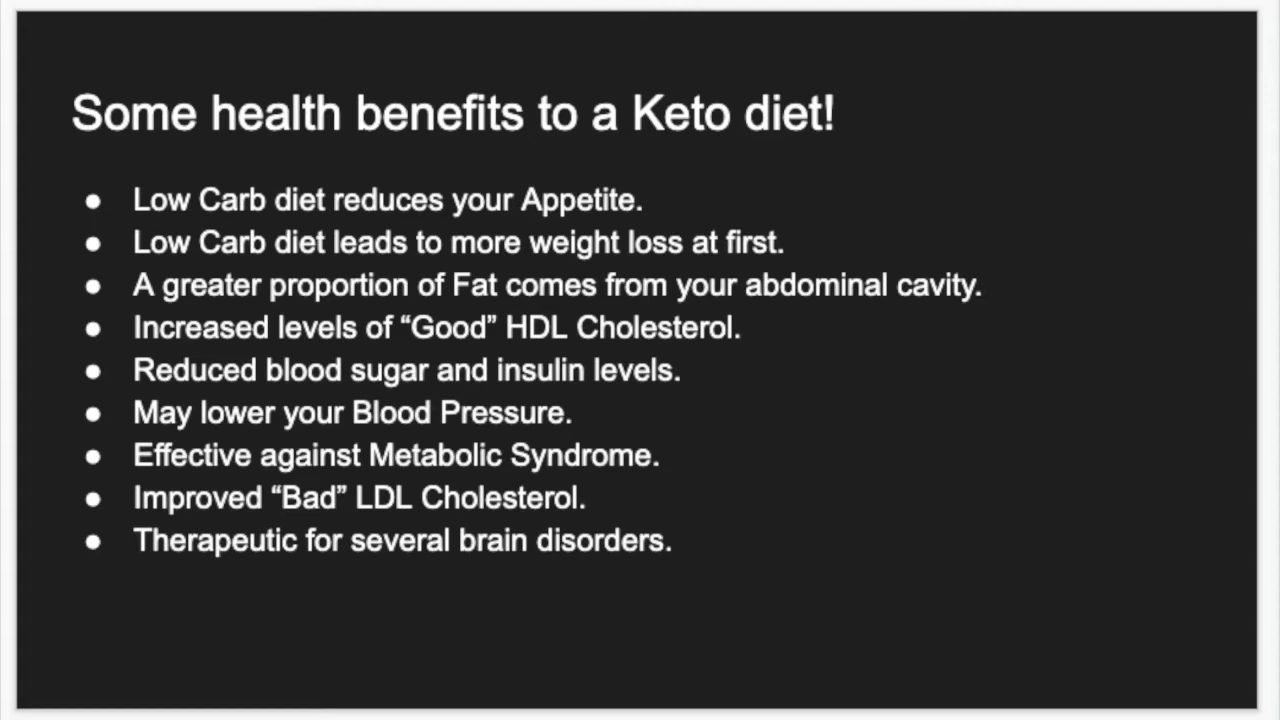 Some health benefits to a Keto diet!
● Low Carb diet reduces your Appetite.
● Low Carb diet leads to more weight loss at first.
● A greater proportion of Fat comes from your abdominal cavity.
● Increased levels of “Good” HDL Cholesterol.
● Reduced blood sugar and insulin levels.
● May lower your Blood Pressure.
● Effective against Metabolic Syndrome.
● Improved “Bad” LDL Cholesterol.
● Therapeutic for several brain disorders.